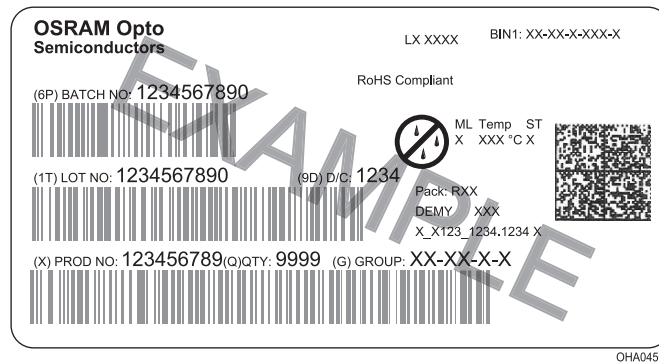 OSRAM Opto
Semiconductors
LX XXXX
BIN1: XX-XX-X-XXX-X
RoHS Compliant
(6P) BATCH NO: 1234567890
ML Temp ST
X XXX °C X
(1T) LOT NO: 1234567890 (9D) D/C: 1234
Pack: RXX
DEMY XXX
X_X123_1234.1234 X
(X) PROD NO: 123456789(Q)QTY: 9999 (G) GROUP: XX-XX-X-X
EXAMPLE
OHA045